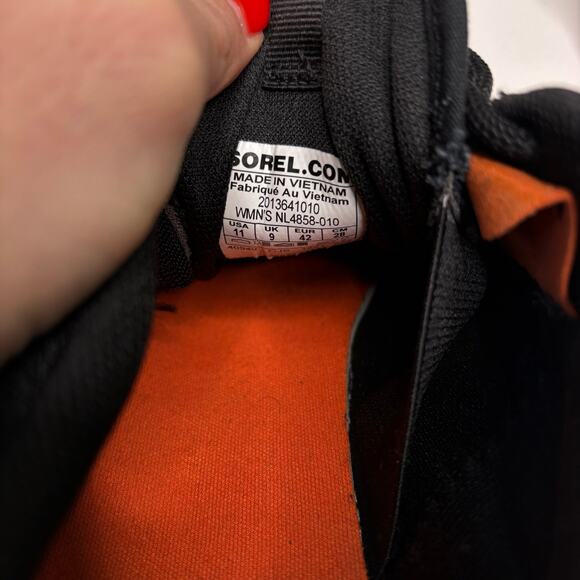 SOREL.COM
MADE IN VIETNAM
Fabriqué Au Vietnam
2013641010
WMN'S NL4858-010
USA UK EUR CM
11 9 42 28